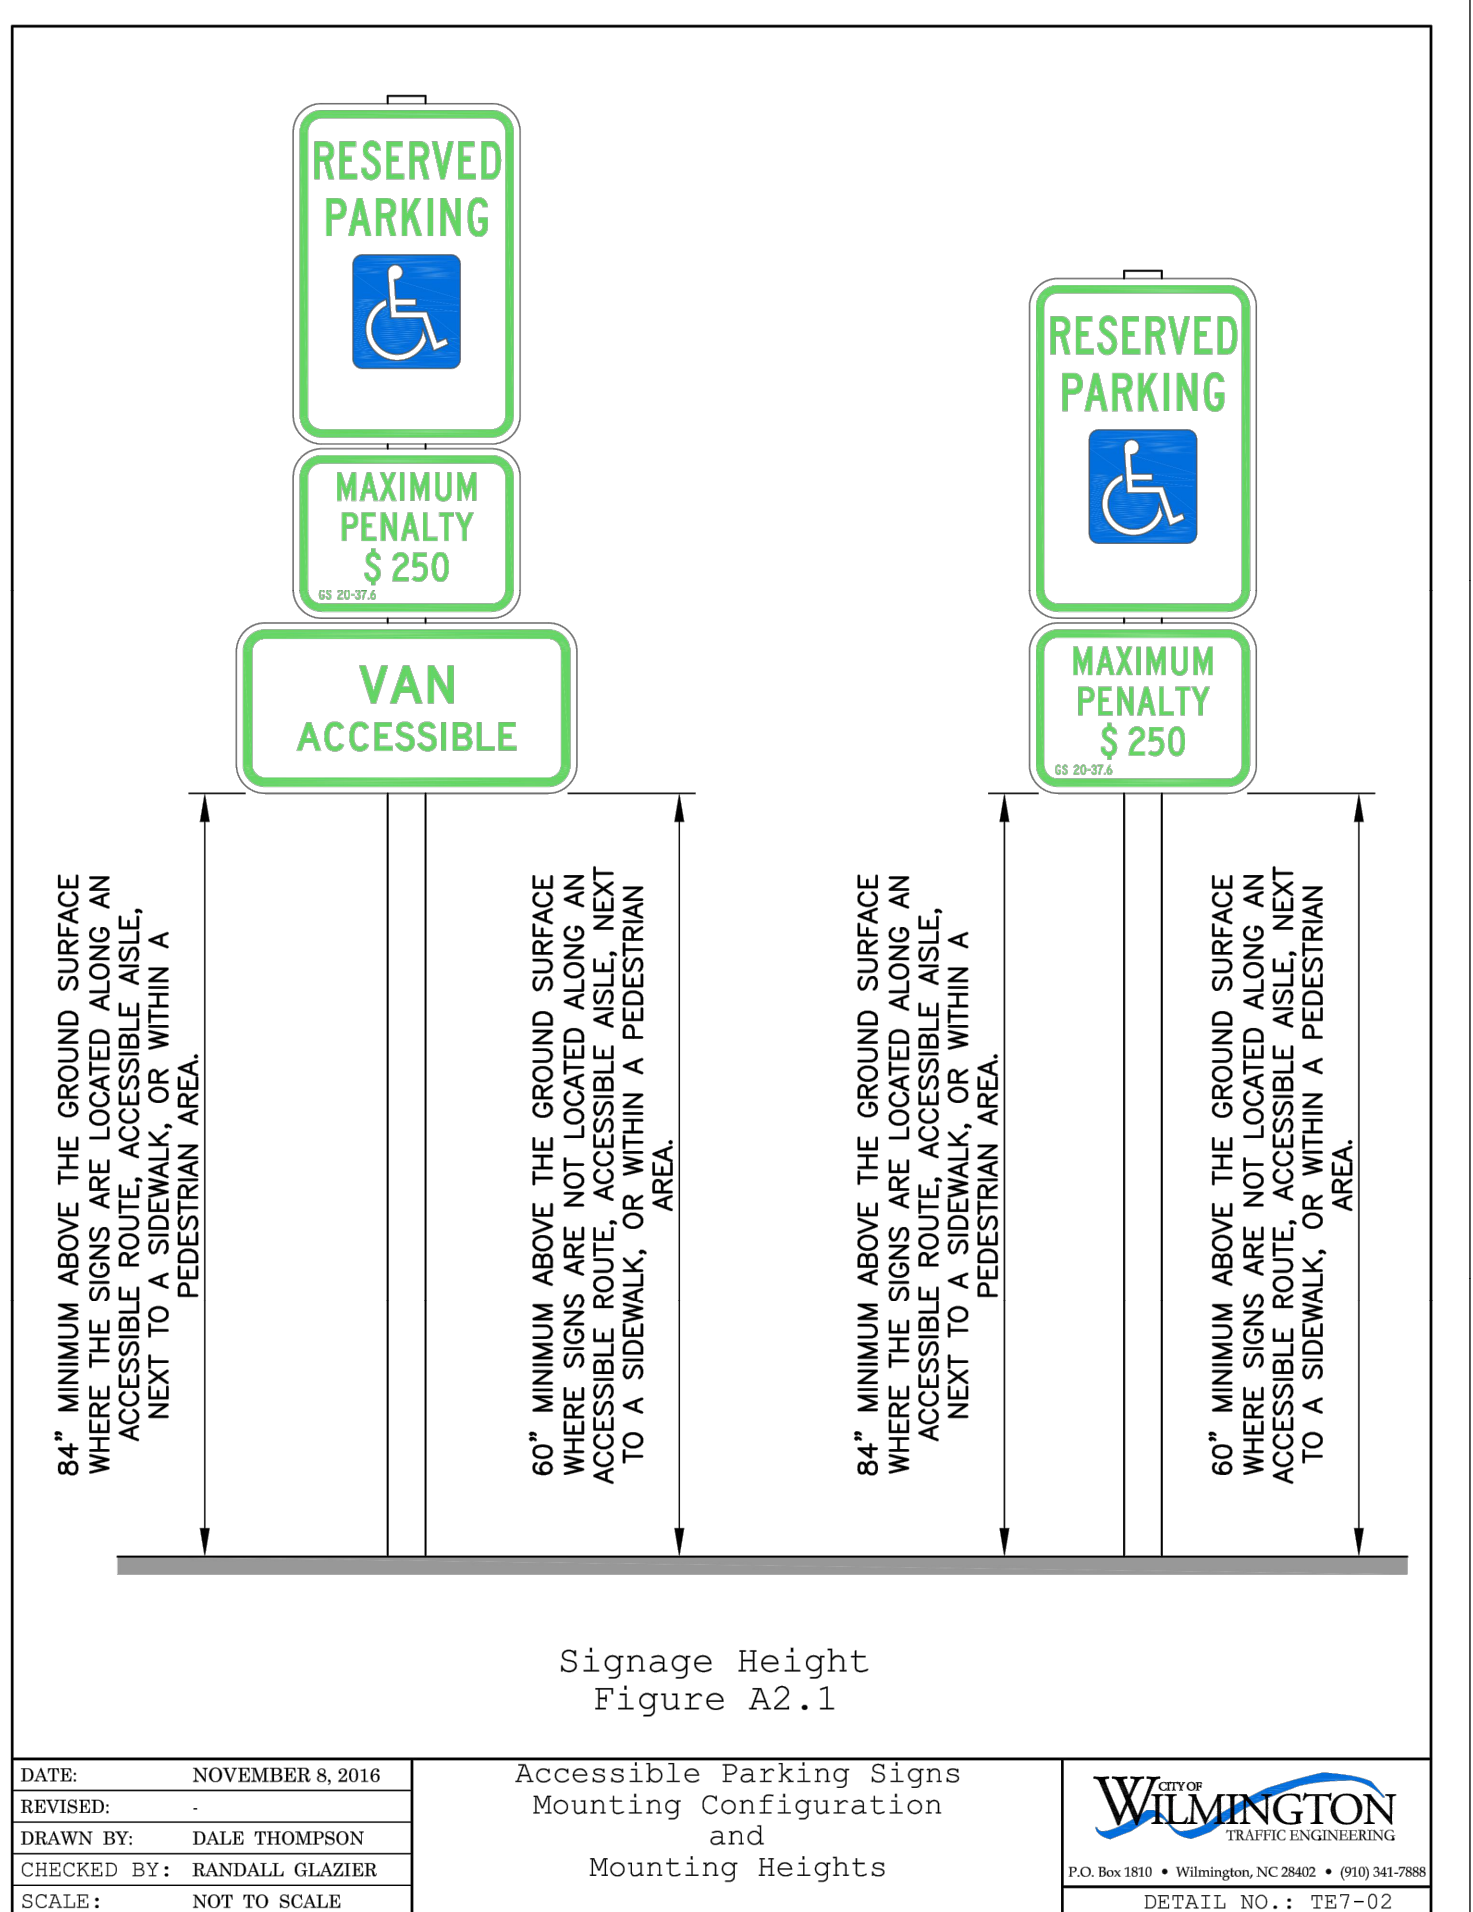 RESERVED
PARKING
MAXIMUM
PENALTY
$ 250
GS 20-37.6
VAN
ACCESSIBLE
RESERVED
PARKING
MAXIMUM
PENALTY
$ 250
GS 20-37.6
84" MINIMUM ABOVE THE GROUND SURFACE
WHERE THE SIGNS ARE LOCATED ALONG AN
ACCESSIBLE ROUTE, ACCESSIBLE AISLE,
NEXT TO A SIDEWALK, OR WITHIN A
PEDESTRIAN AREA.
60" MINIMUM ABOVE THE GROUND SURFACE
WHERE SIGNS ARE NOT LOCATED ALONG AN
ACCESSIBLE ROUTE, ACCESSIBLE AISLE, NEXT
TO A SIDEWALK, OR WITHIN A PEDESTRIAN
AREA.
84" MINIMUM ABOVE THE GROUND SURFACE
WHERE THE SIGNS ARE LOCATED ALONG AN
ACCESSIBLE ROUTE, ACCESSIBLE AISLE,
NEXT TO A SIDEWALK, OR WITHIN A
PEDESTRIAN AREA.
60" MINIMUM ABOVE THE GROUND SURFACE
WHERE SIGNS ARE NOT LOCATED ALONG AN
ACCESSIBLE ROUTE, ACCESSIBLE AISLE, NEXT
TO A SIDEWALK, OR WITHIN A PEDESTRIAN
AREA.
Signage Height
Figure A2.1
DATE: NOVEMBER 8, 2016
REVISED: -
DRAWN BY: DALE THOMPSON
CHECKED BY: RANDALL GLAZIER
SCALE: NOT TO SCALE
Accessible Parking Signs
Mounting Configuration
and
Mounting Heights
CITY OF
WILMINGTON
TRAFFIC ENGINEERING
P.O. Box 1810 • Wilmington, NC 28402 • (910) 341-7888
DETAIL NO.: TE7-02